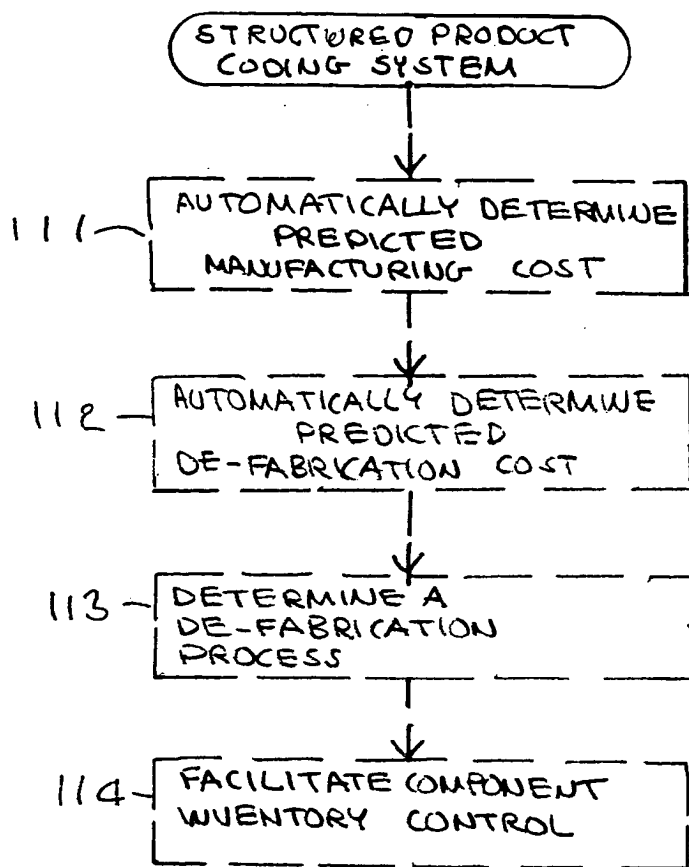 STRUCTURED PRODUCT
CODING SYSTEM
111
AUTOMATICALLY DETERMINE
PREDICTED
MANUFACTURING COST
112
AUTOMATICALLY DETERMINE
PREDICTED
DE-FABRICATION COST
113
DETERMINE A
DE-FABRICATION
PROCESS
114
FACILITATE COMPONENT
INVENTORY CONTROL